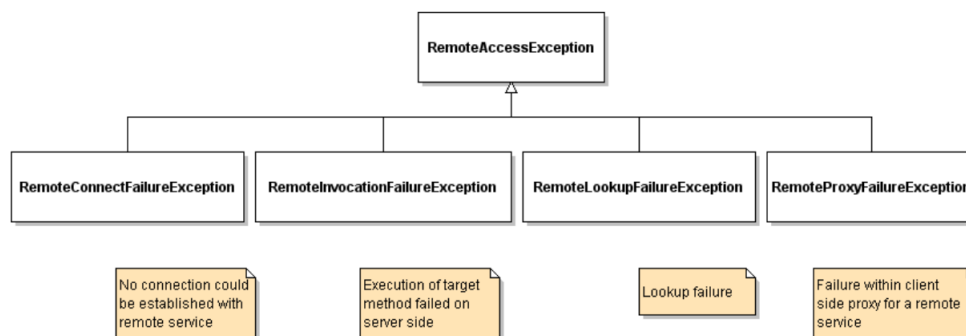 RemoteAccessException
RemoteConnectFailureException
RemoteInvocationFailureException
RemoteLookupFailureException
RemoteProxyFailureException
No connection could
be established with
remote service
Execution of target
method failed on
server side
Lookup failure
Failure within client
side proxy for a remote
service